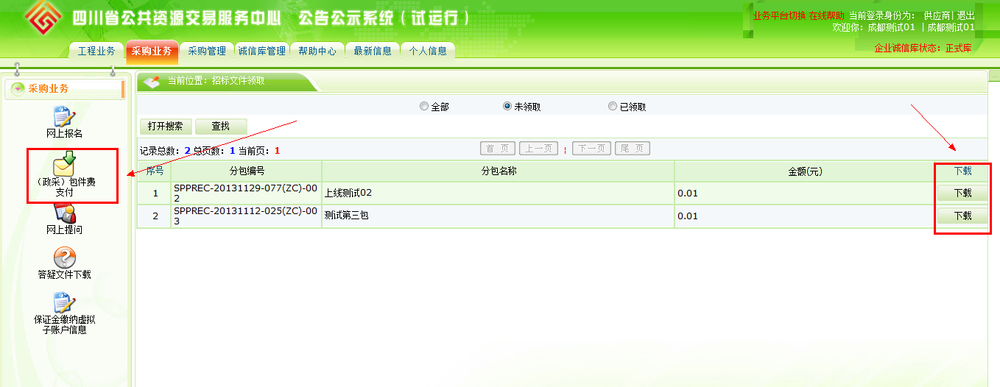 四川省公共资源交易服务中心 公告公示系统（试运行）
业务平台切换 在线帮助 当前登录身份为： 供应商| 退出
欢迎你：成都测试01 | 成都测试01
企业诚信库状态：正式库
工程业务 采购业务 采购管理 诚信库管理 帮助中心 最新信息 个人信息
采购业务
网上报名
（政采）包件费
支付
网上提问
答疑文件下载
保证金缴纳虚拟
子账户信息
当前位置：招标文件领取
全部 未领取 已领取
打开搜索 查找
记录总数：2 总页数：1 当前页：1 首 页 上一页 ¦ 下一页 尾 页
序号 分包编号 分包名称 金额(元) 下载
1 SPPREC-20131129-077(ZC)-00
2 上线测试02 0.01 下载
2 SPPREC-20131112-025(ZC)-00
3 测试第三包 0.01 下载